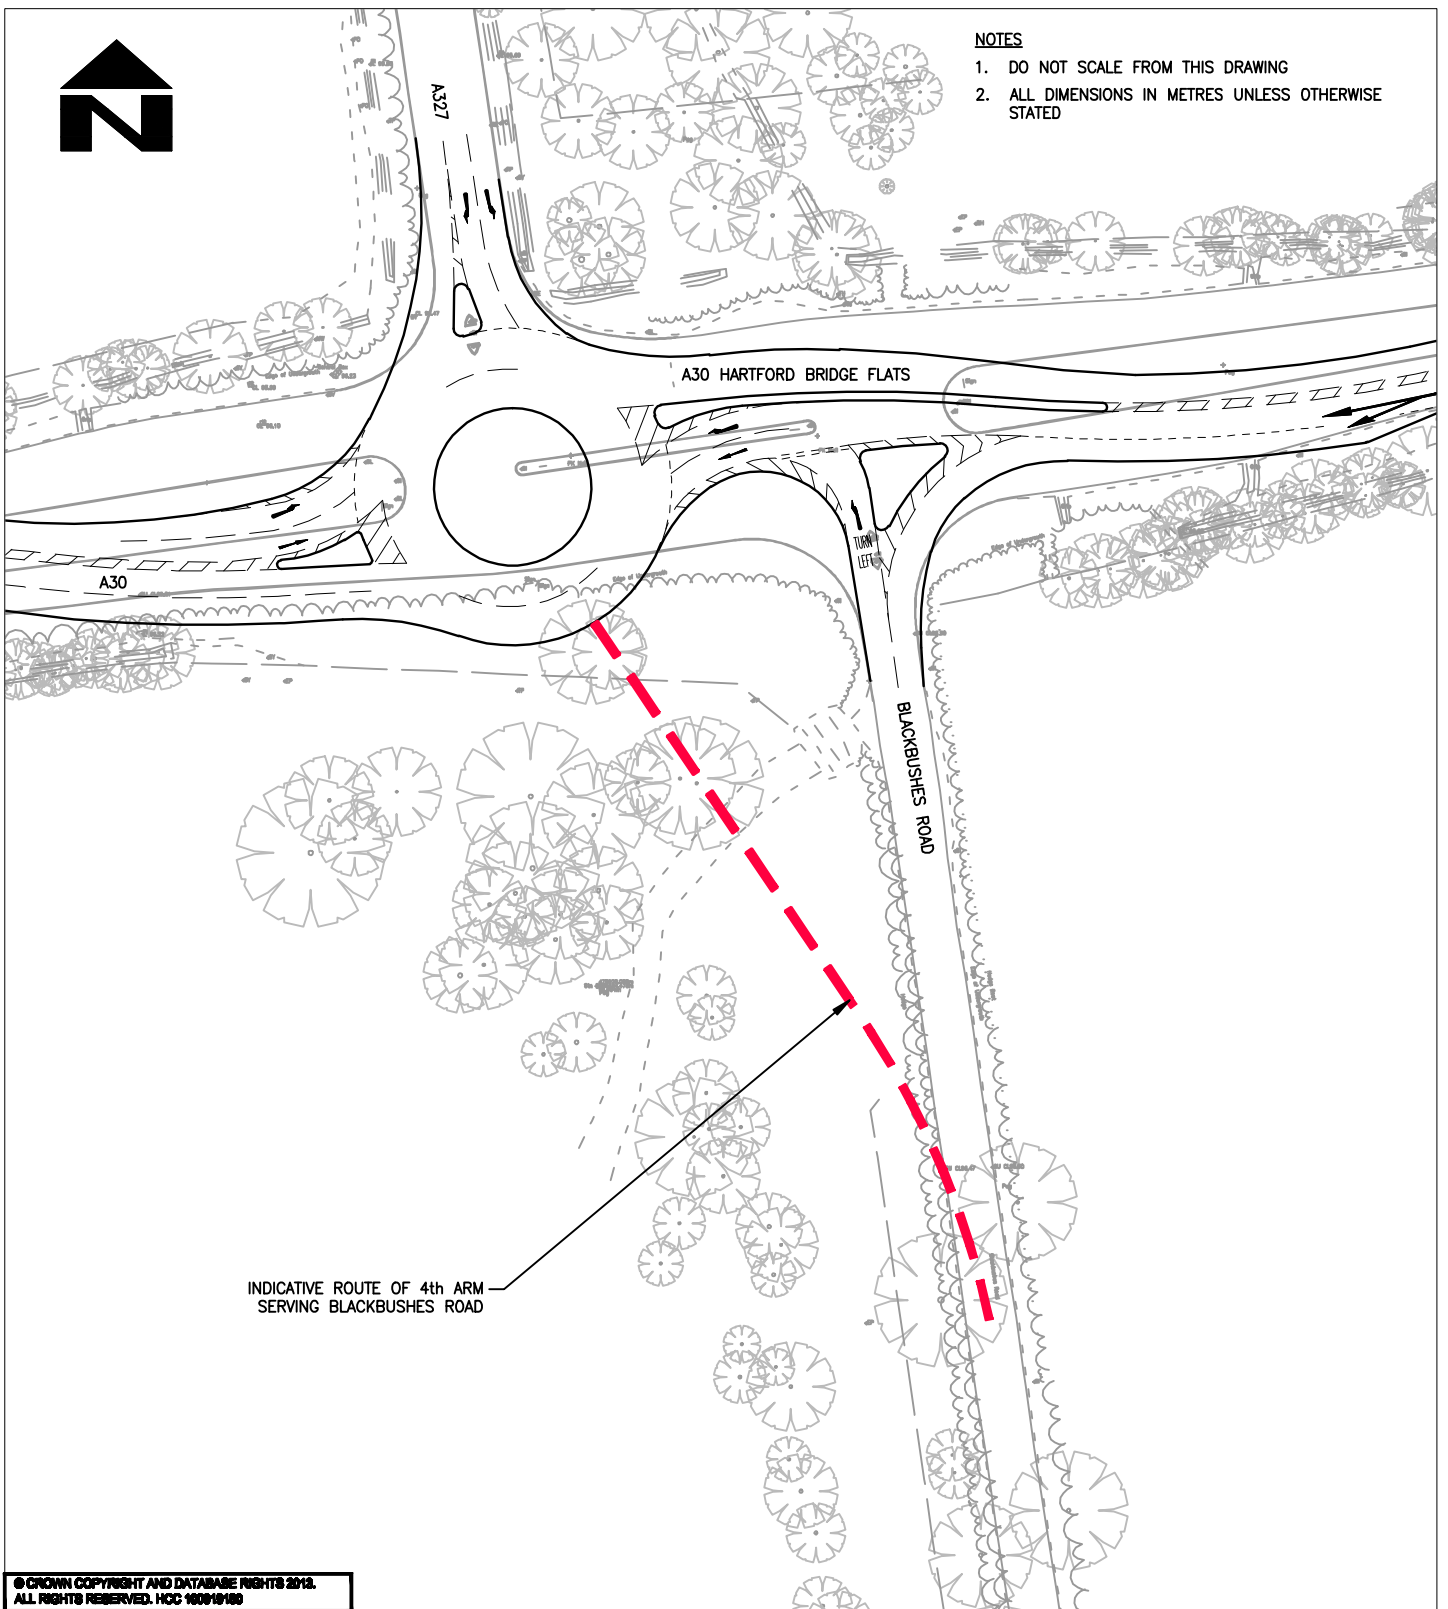 NOTES
1. DO NOT SCALE FROM THIS DRAWING
2. ALL DIMENSIONS IN METRES UNLESS OTHERWISE
STATED
N
A327
A30 HARTFORD BRIDGE FLATS
TURN
LEFT
A30
BLACKBUSHES ROAD
INDICATIVE ROUTE OF 4th ARM
SERVING BLACKBUSHES ROAD
© CROWN COPYRIGHT AND DATABASE RIGHTS 2013.
ALL RIGHTS RESERVED. HCC